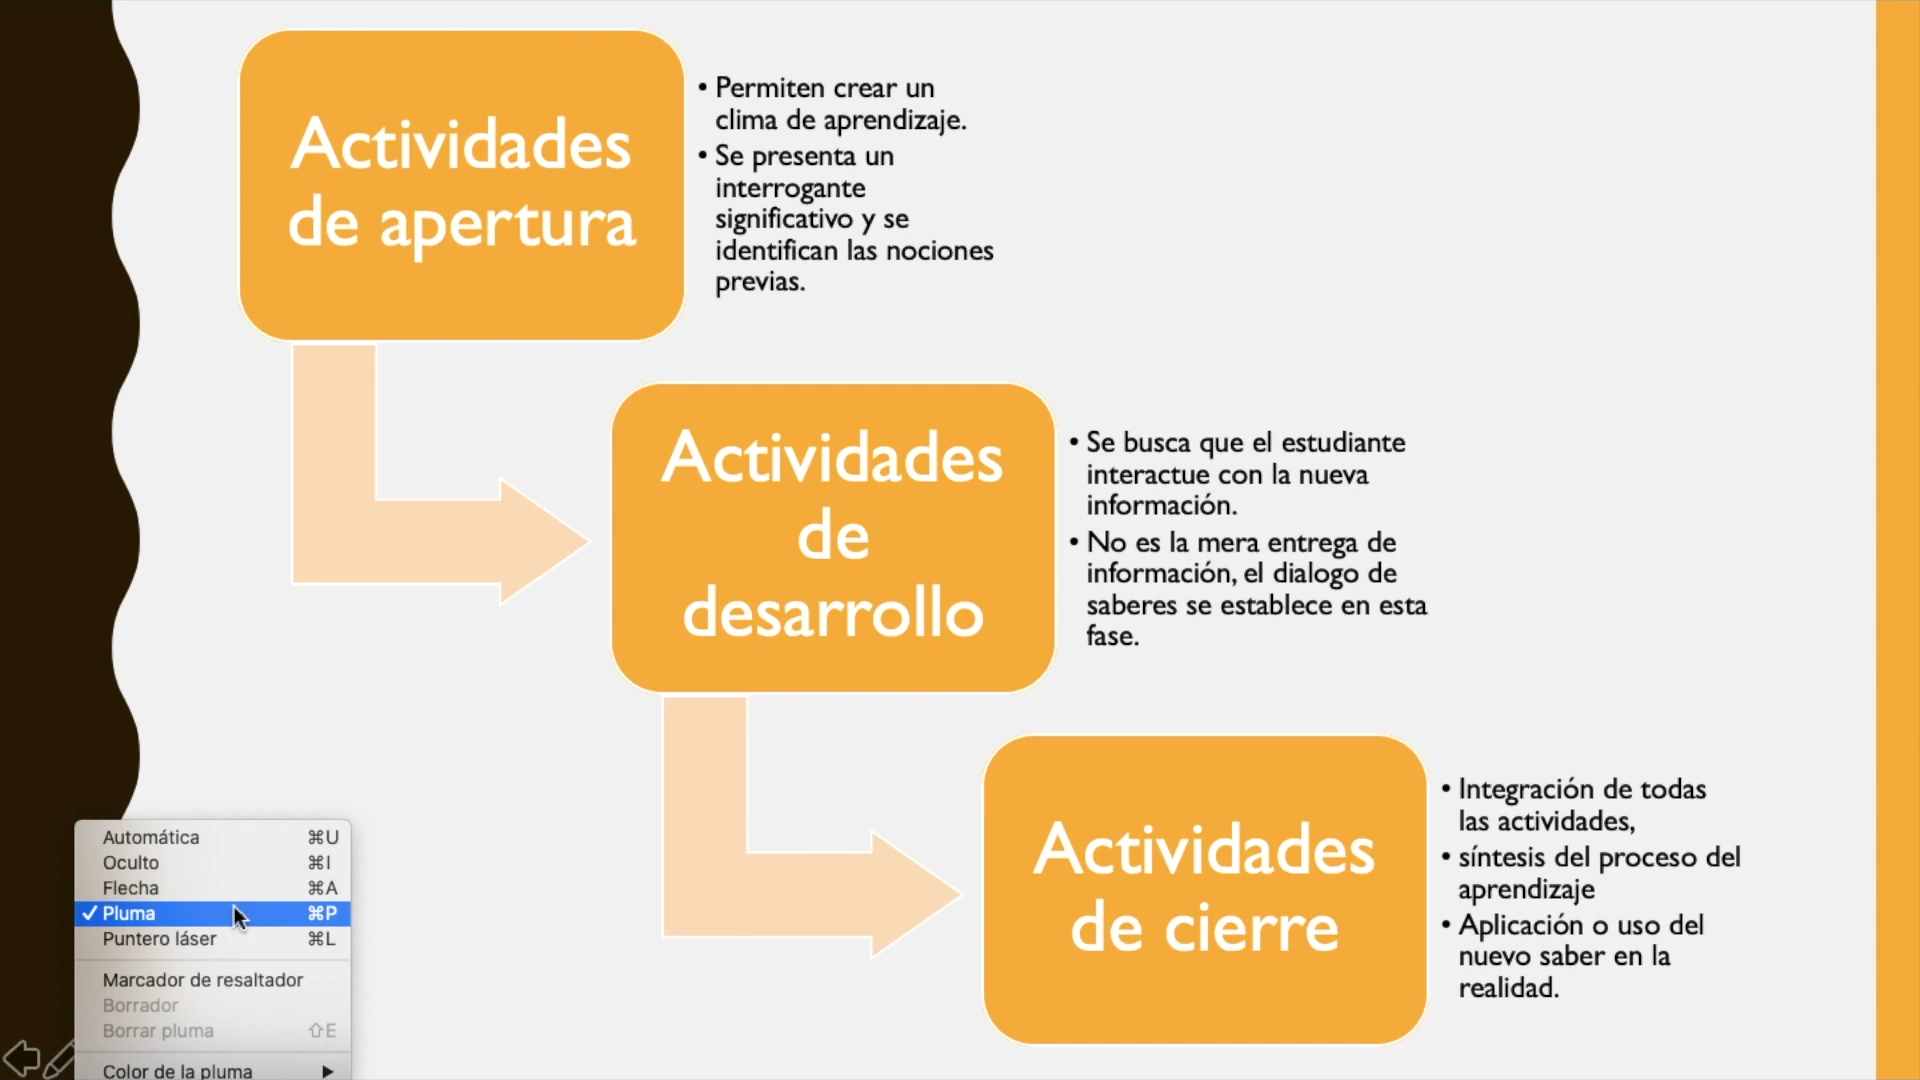 Actividades
de apertura
• Permiten crear un
clima de aprendizaje.
• Se presenta un
interrogante
significativo y se
identifican las nociones
previas.
Actividades
de
desarrollo
• Se busca que el estudiante
interactue con la nueva
información.
• No es la mera entrega de
información, el dialogo de
saberes se establece en esta
fase.
Actividades
de cierre
• Integración de todas
las actividades,
• síntesis del proceso del
aprendizaje
• Aplicación o uso del
nuevo saber en la
realidad.
Automática ⌘U
Oculto ⌘I
Flecha ⌘A
✓ Pluma ⌘P
Puntero láser ⌘L
Marcador de resaltador
Borrador
Borrar pluma ⇧E
Color de la pluma ▶